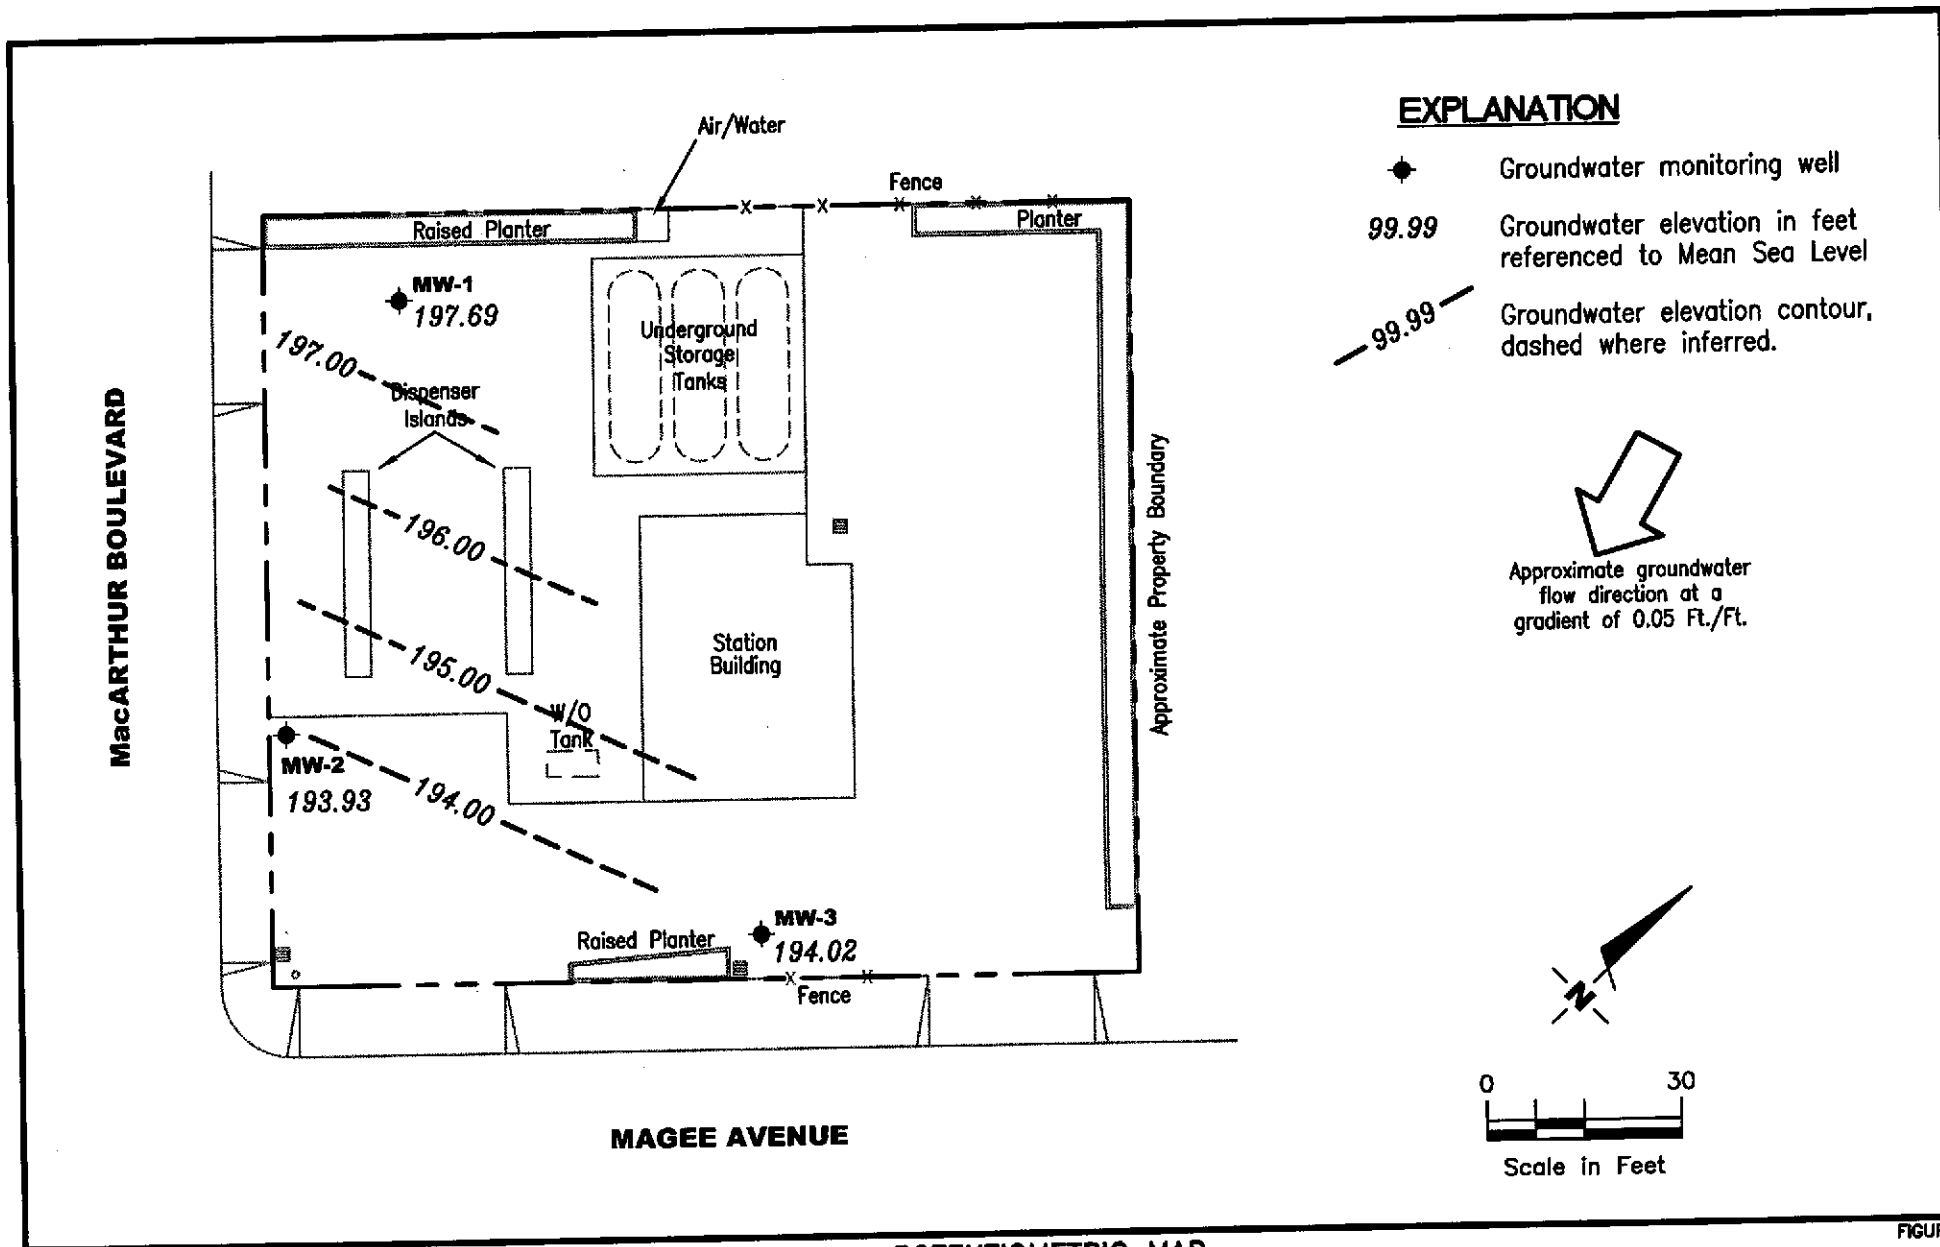 EXPLANATION
Groundwater monitoring well
99.99
Groundwater elevation in feet
referenced to Mean Sea Level
99.99
Groundwater elevation contour,
dashed where inferred.
Approximate groundwater
flow direction at a
gradient of 0.05 Ft./Ft.
N
0 30
Scale in Feet
Air/Water
Fence
Raised Planter
Planter
MW-1
197.69
Underground
Storage
Tanks
197.00
Dispenser
Islands
MacARTHUR BOULEVARD
Approximate Property Boundary
196.00
Station
Building
195.00
W/O
Tank
MW-2
193.93
194.00
MW-3
194.02
Raised Planter
Fence
MAGEE AVENUE